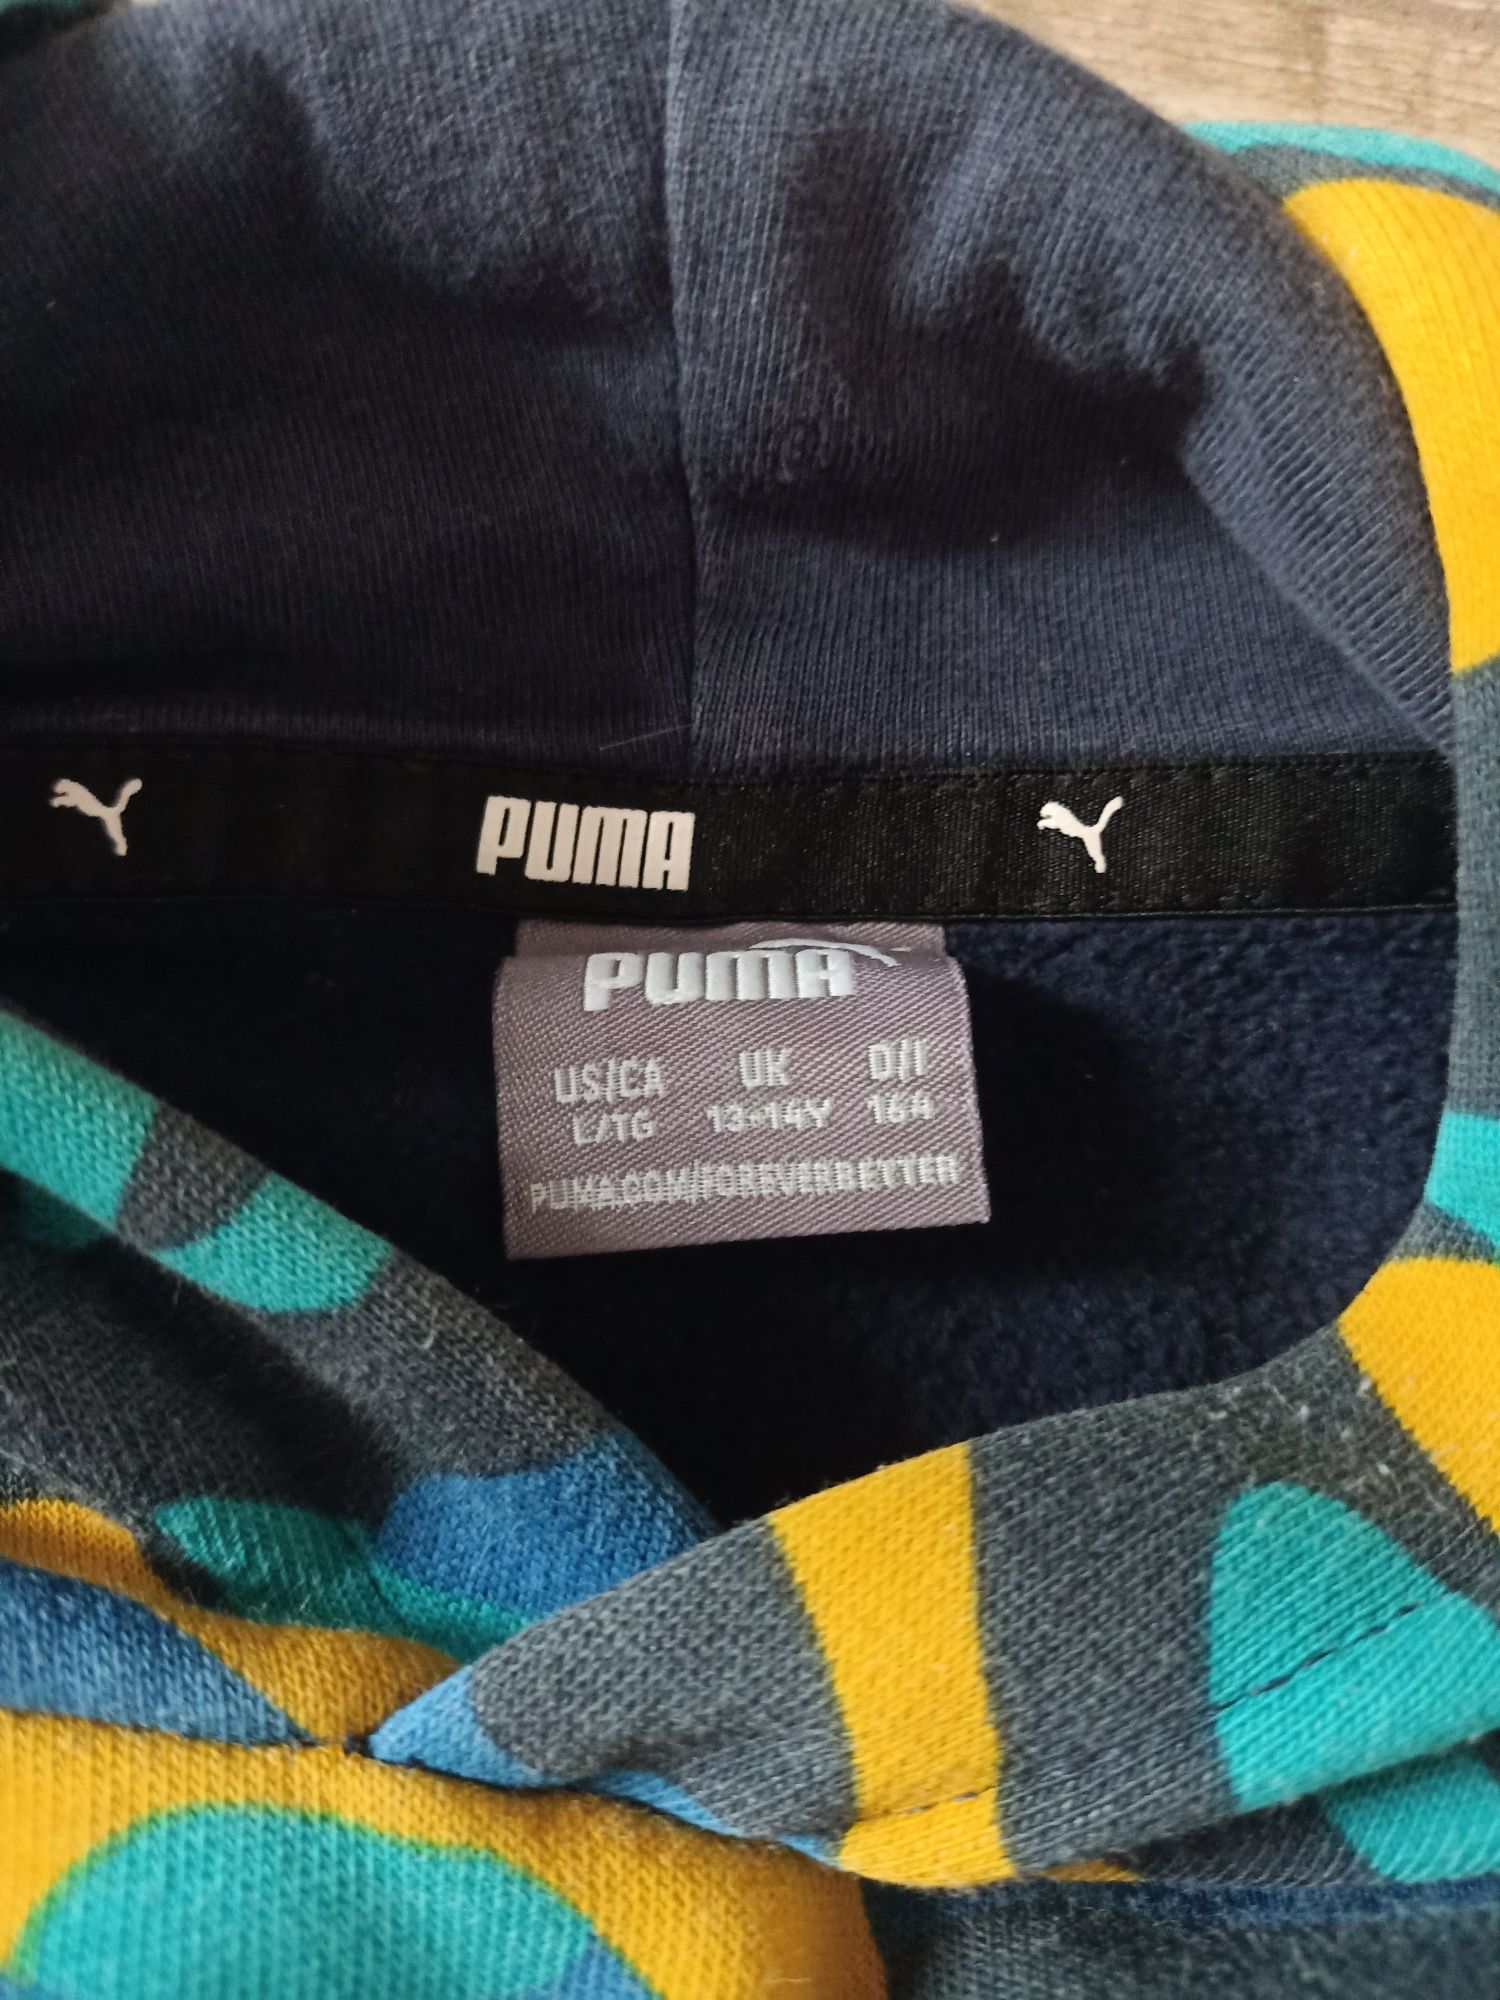 PUMA
PUMA
US/CA UK D/I
L/TG 13-14Y 164
PUMA.COM/FOREVERBETTER